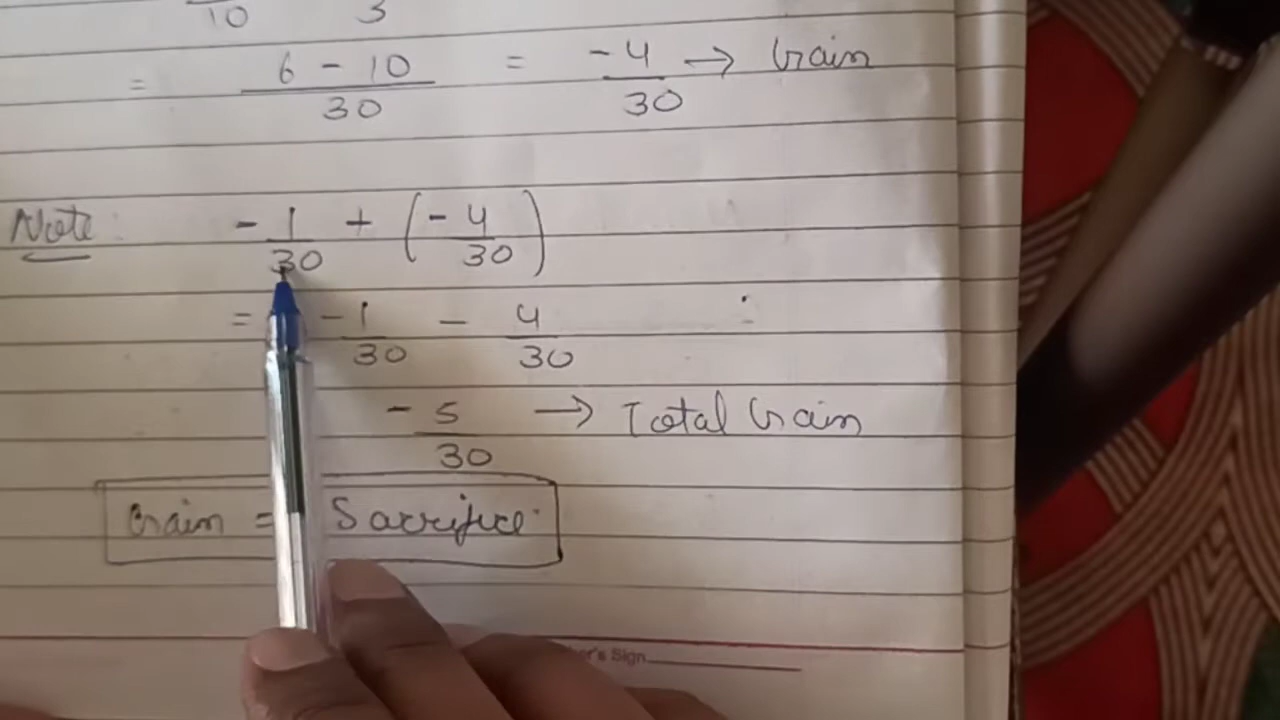 10 3
= 6 - 10 / 30 = -4/30 → Gain
Note: -1/30 + (-4/30)
= -1/30 - 4/30
-5/30 → Total Gain
Gain = Sacrifice
Sign